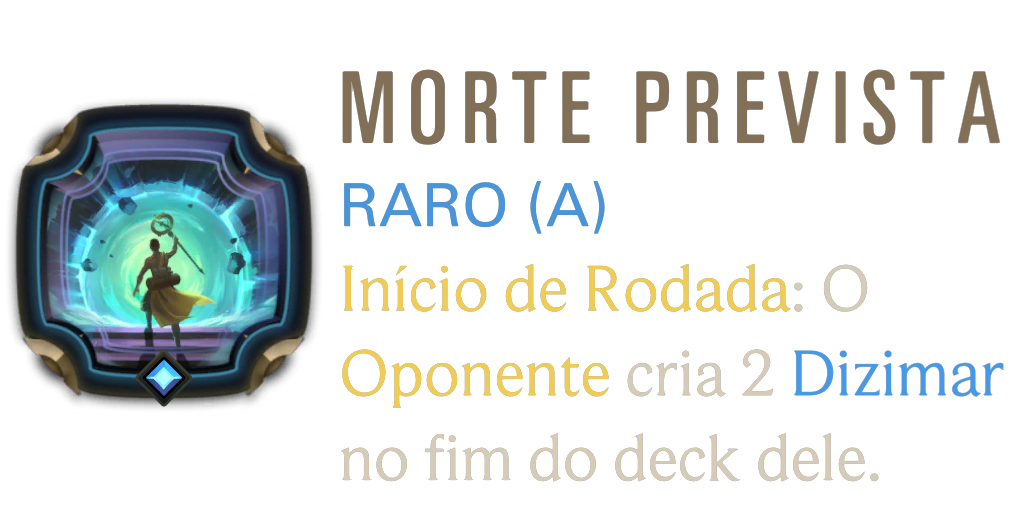 MORTE PREVISTA
RARO (A)
Início de Rodada: O
Oponente cria 2 Dizimar
no fim do deck dele.